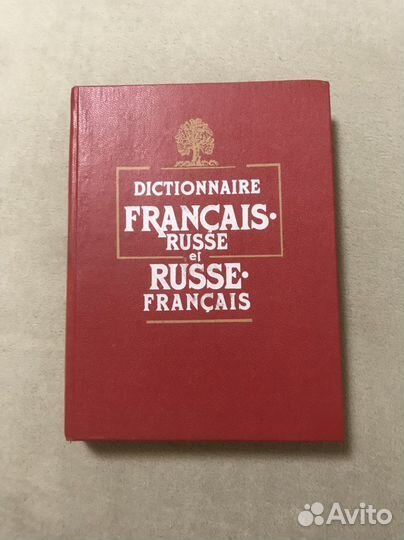 DICTIONNAIRE
FRANÇAIS·
RUSSE
et
RUSSE·
FRANÇAIS
Avito